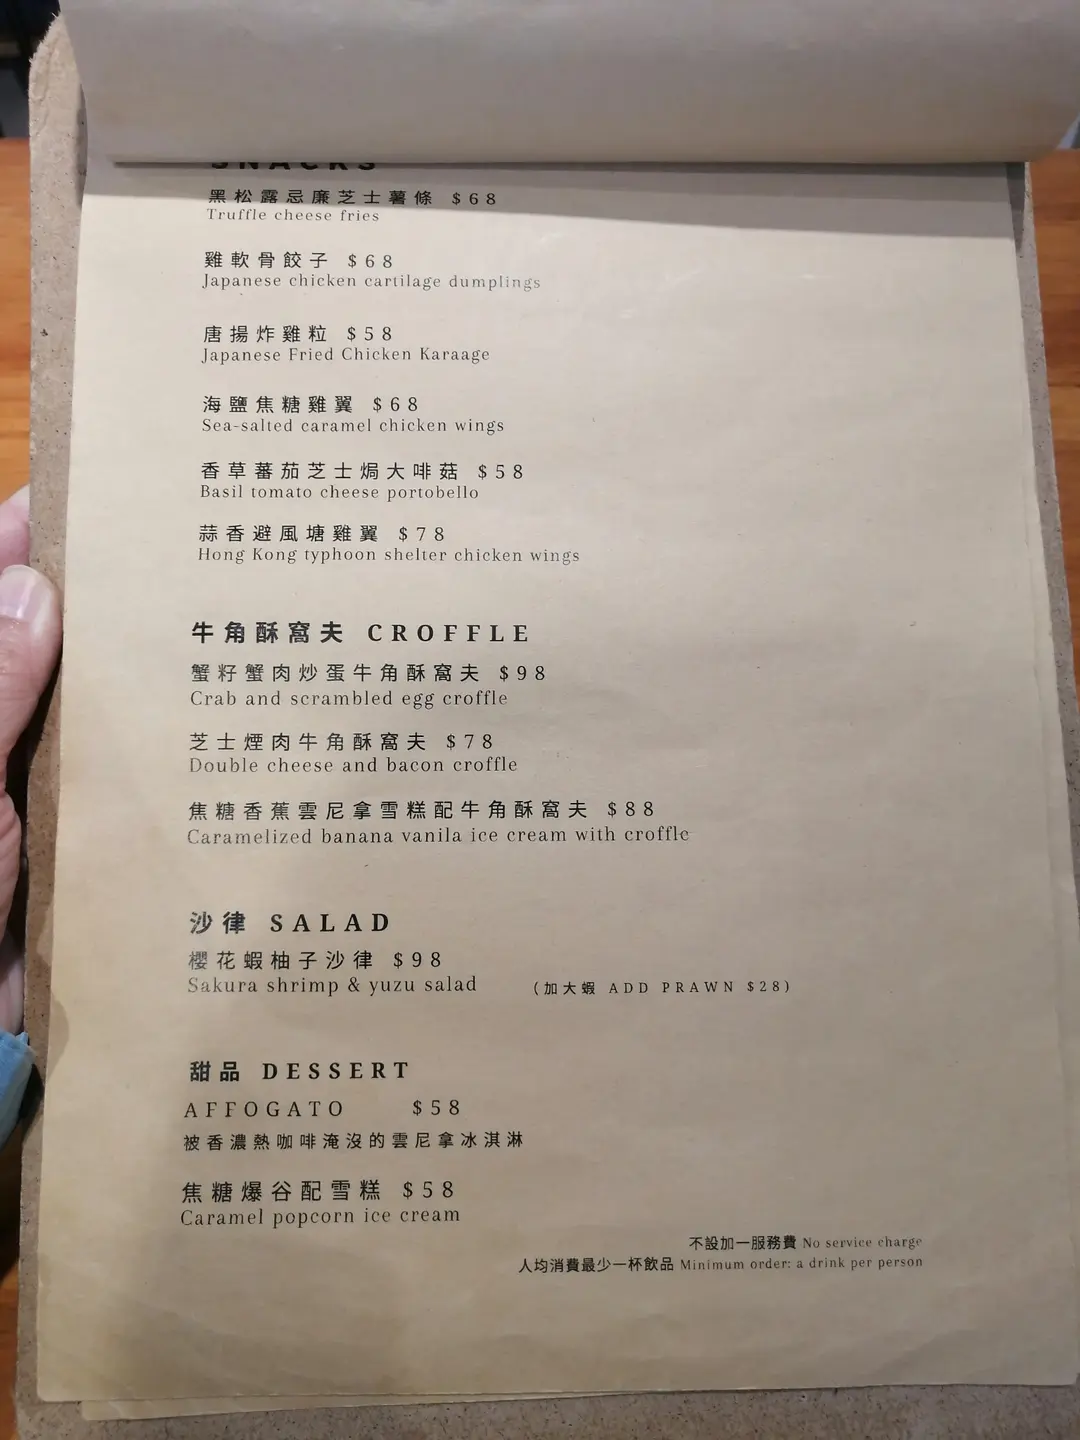 SNACKS
黑松露忌廉芝士薯條 $68
Truffle cheese fries
雞軟骨餃子 $68
Japanese chicken cartilage dumplings
唐揚炸雞粒 $58
Japanese Fried Chicken Karaage
海鹽焦糖雞翼 $68
Sea-salted caramel chicken wings
香草蕃茄芝士焗大啡菇 $58
Basil tomato cheese portobello
蒜香避風塘雞翼 $78
Hong Kong typhoon shelter chicken wings
牛角酥窩夫 CROFFLE
蟹籽蟹肉炒蛋牛角酥窩夫 $98
Crab and scrambled egg croffle
芝士煙肉牛角酥窩夫 $78
Double cheese and bacon croffle
焦糖香蕉雲尼拿雪糕配牛角酥窩夫 $88
Caramelized banana vanila ice cream with croffle
沙律 SALAD
櫻花蝦柚子沙律 $98
Sakura shrimp & yuzu salad (加大蝦 ADD PRAWN $28)
甜品 DESSERT
AFFOGATO $58
被香濃熱咖啡淹沒的雲尼拿冰淇淋
焦糖爆谷配雪糕 $58
Caramel popcorn ice cream
不設加一服務費 No service charge
人均消費最少一杯飲品 Minimum order: a drink per person